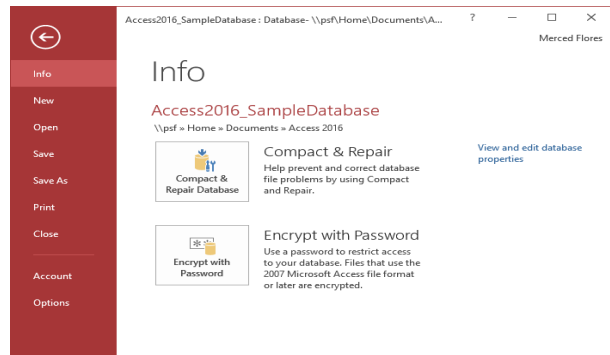 Access2016_SampleDatabase : Database- \\psf\Home\Documents\A...
?
Merced Flores
Info
New
Open
Save
Save As
Print
Close
Account
Options
Info
Access2016_SampleDatabase
\\psf » Home » Documents » Access 2016
Compact &
Repair Database
Compact & Repair
Help prevent and correct database
file problems by using Compact
and Repair.
View and edit database
properties
Encrypt with
Password
Encrypt with Password
Use a password to restrict access
to your database. Files that use the
2007 Microsoft Access file format
or later are encrypted.